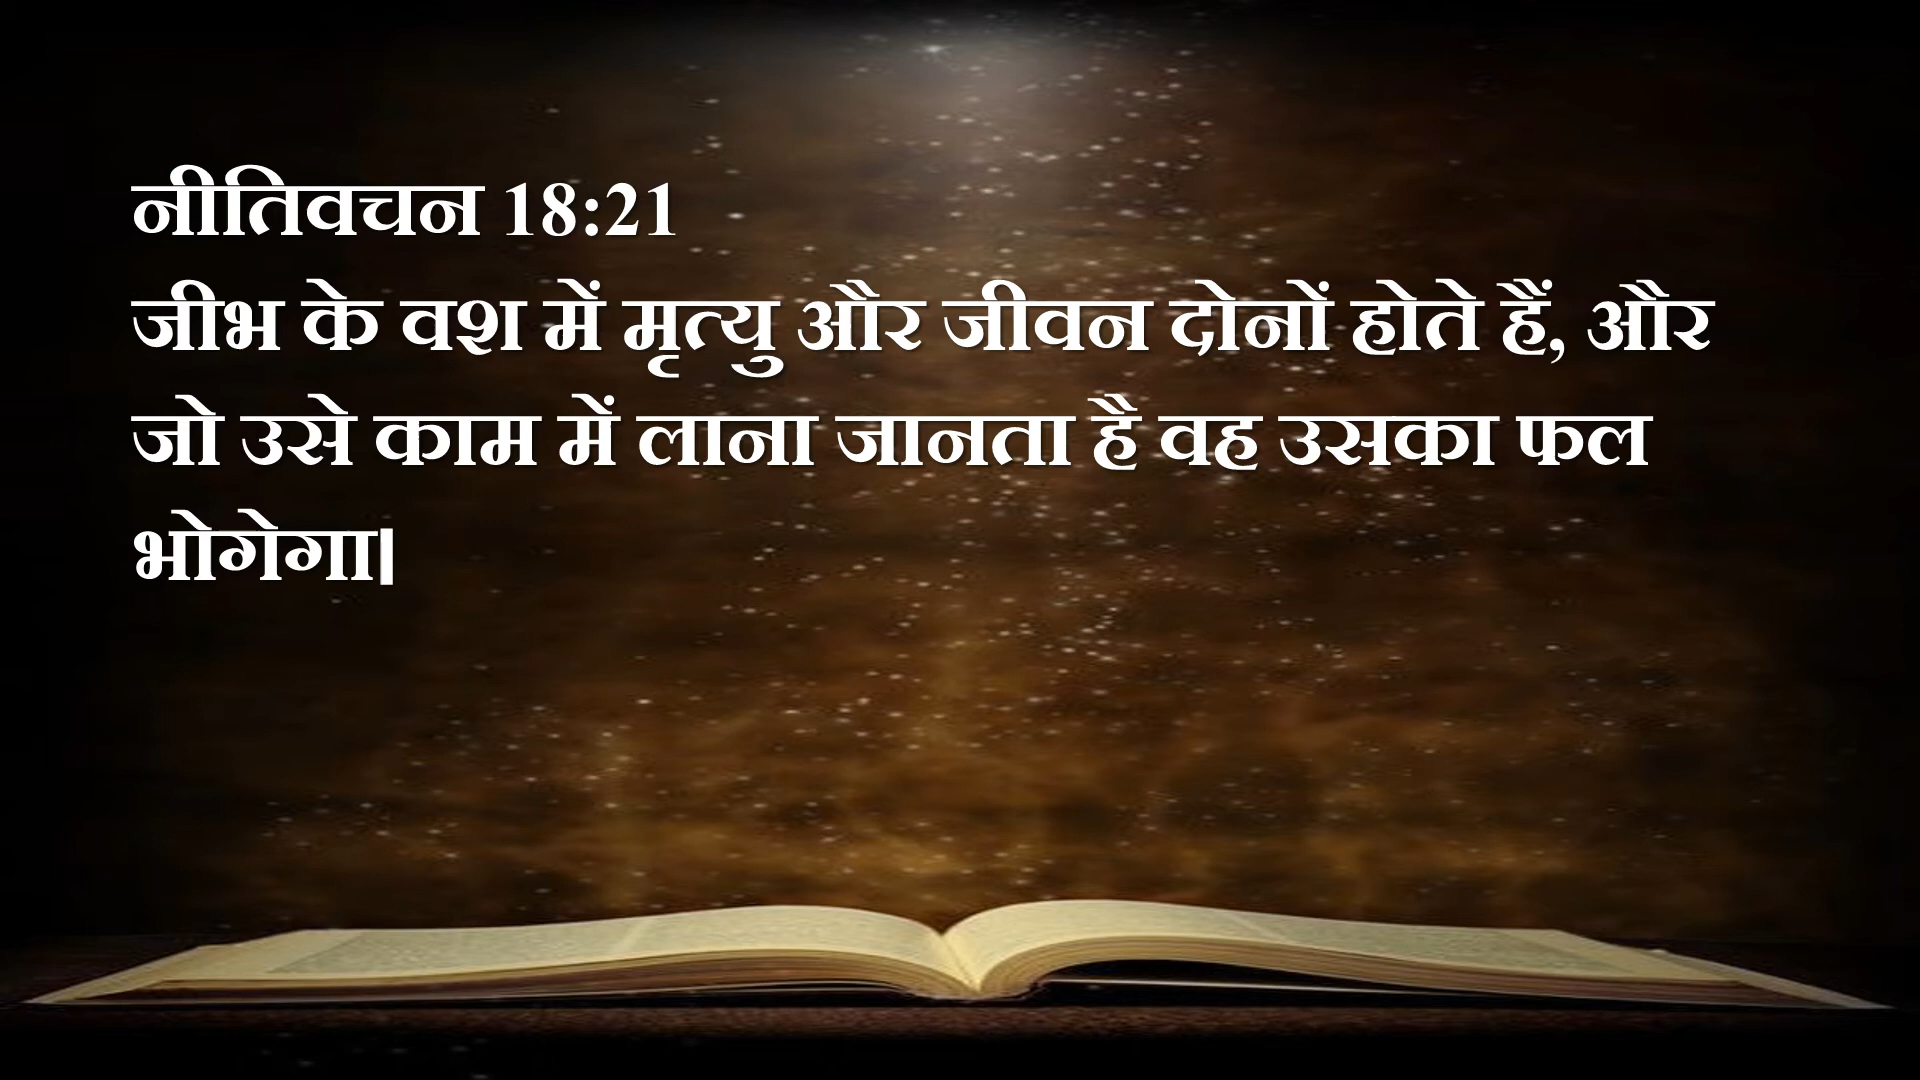 नीतिवचन 18:21
जीभ के वश में मृत्यु और जीवन दोनों होते हैं, और
जो उसे काम में लाना जानता है वह उसका फल
भोगेगा।